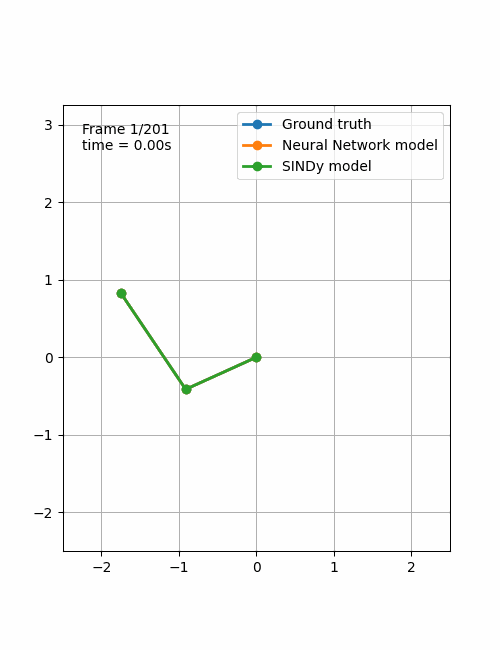 Frame 1/201
time = 0.00s
Ground truth
Neural Network model
SINDy model
3
2
1
0
−1
−2
−2
−1
0
1
2